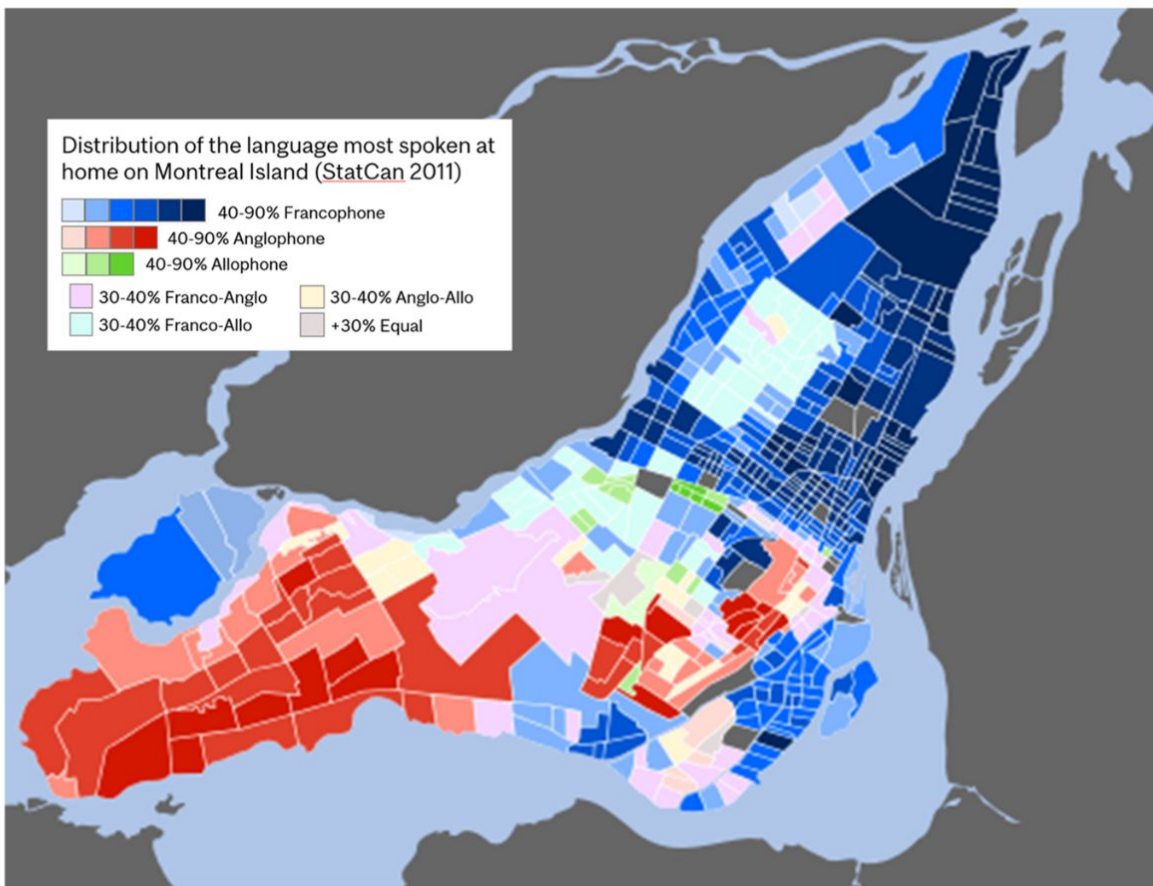 Distribution of the language most spoken at
home on Montreal Island (StatCan 2011)
40-90% Francophone
40-90% Anglophone
40-90% Allophone
30-40% Franco-Anglo
30-40% Anglo-Allo
30-40% Franco-Allo
+30% Equal